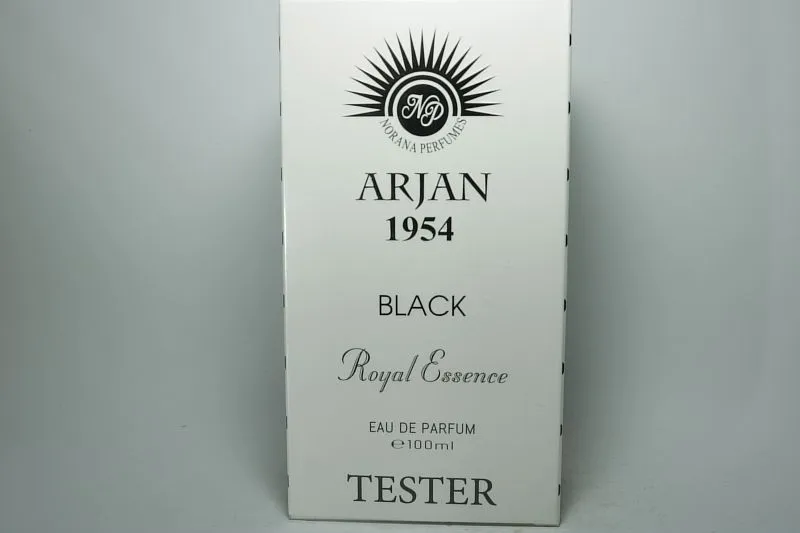 NP
NORANA PERFUMES
ARJAN
1954
BLACK
Royal Essence
EAU DE PARFUM
℮100ml
TESTER